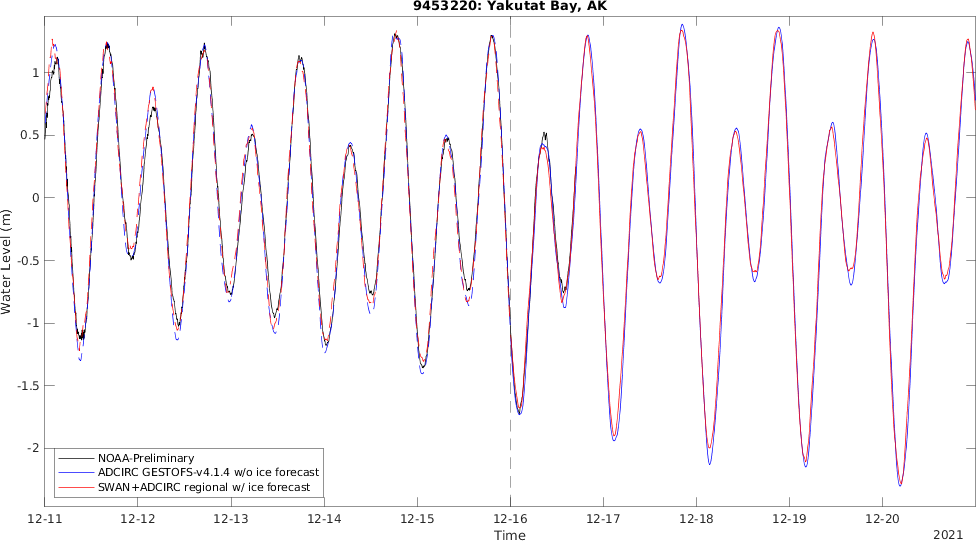 9453220: Yakutat Bay, AK
Water Level (m)
1
0.5
0
-0.5
-1
-1.5
-2
NOAA-Preliminary
ADCIRC GESTOFS-v4.1.4 w/o ice forecast
SWAN+ADCIRC regional w/ ice forecast
12-11 12-12 12-13 12-14 12-15 12-16 12-17 12-18 12-19 12-20
Time
2021